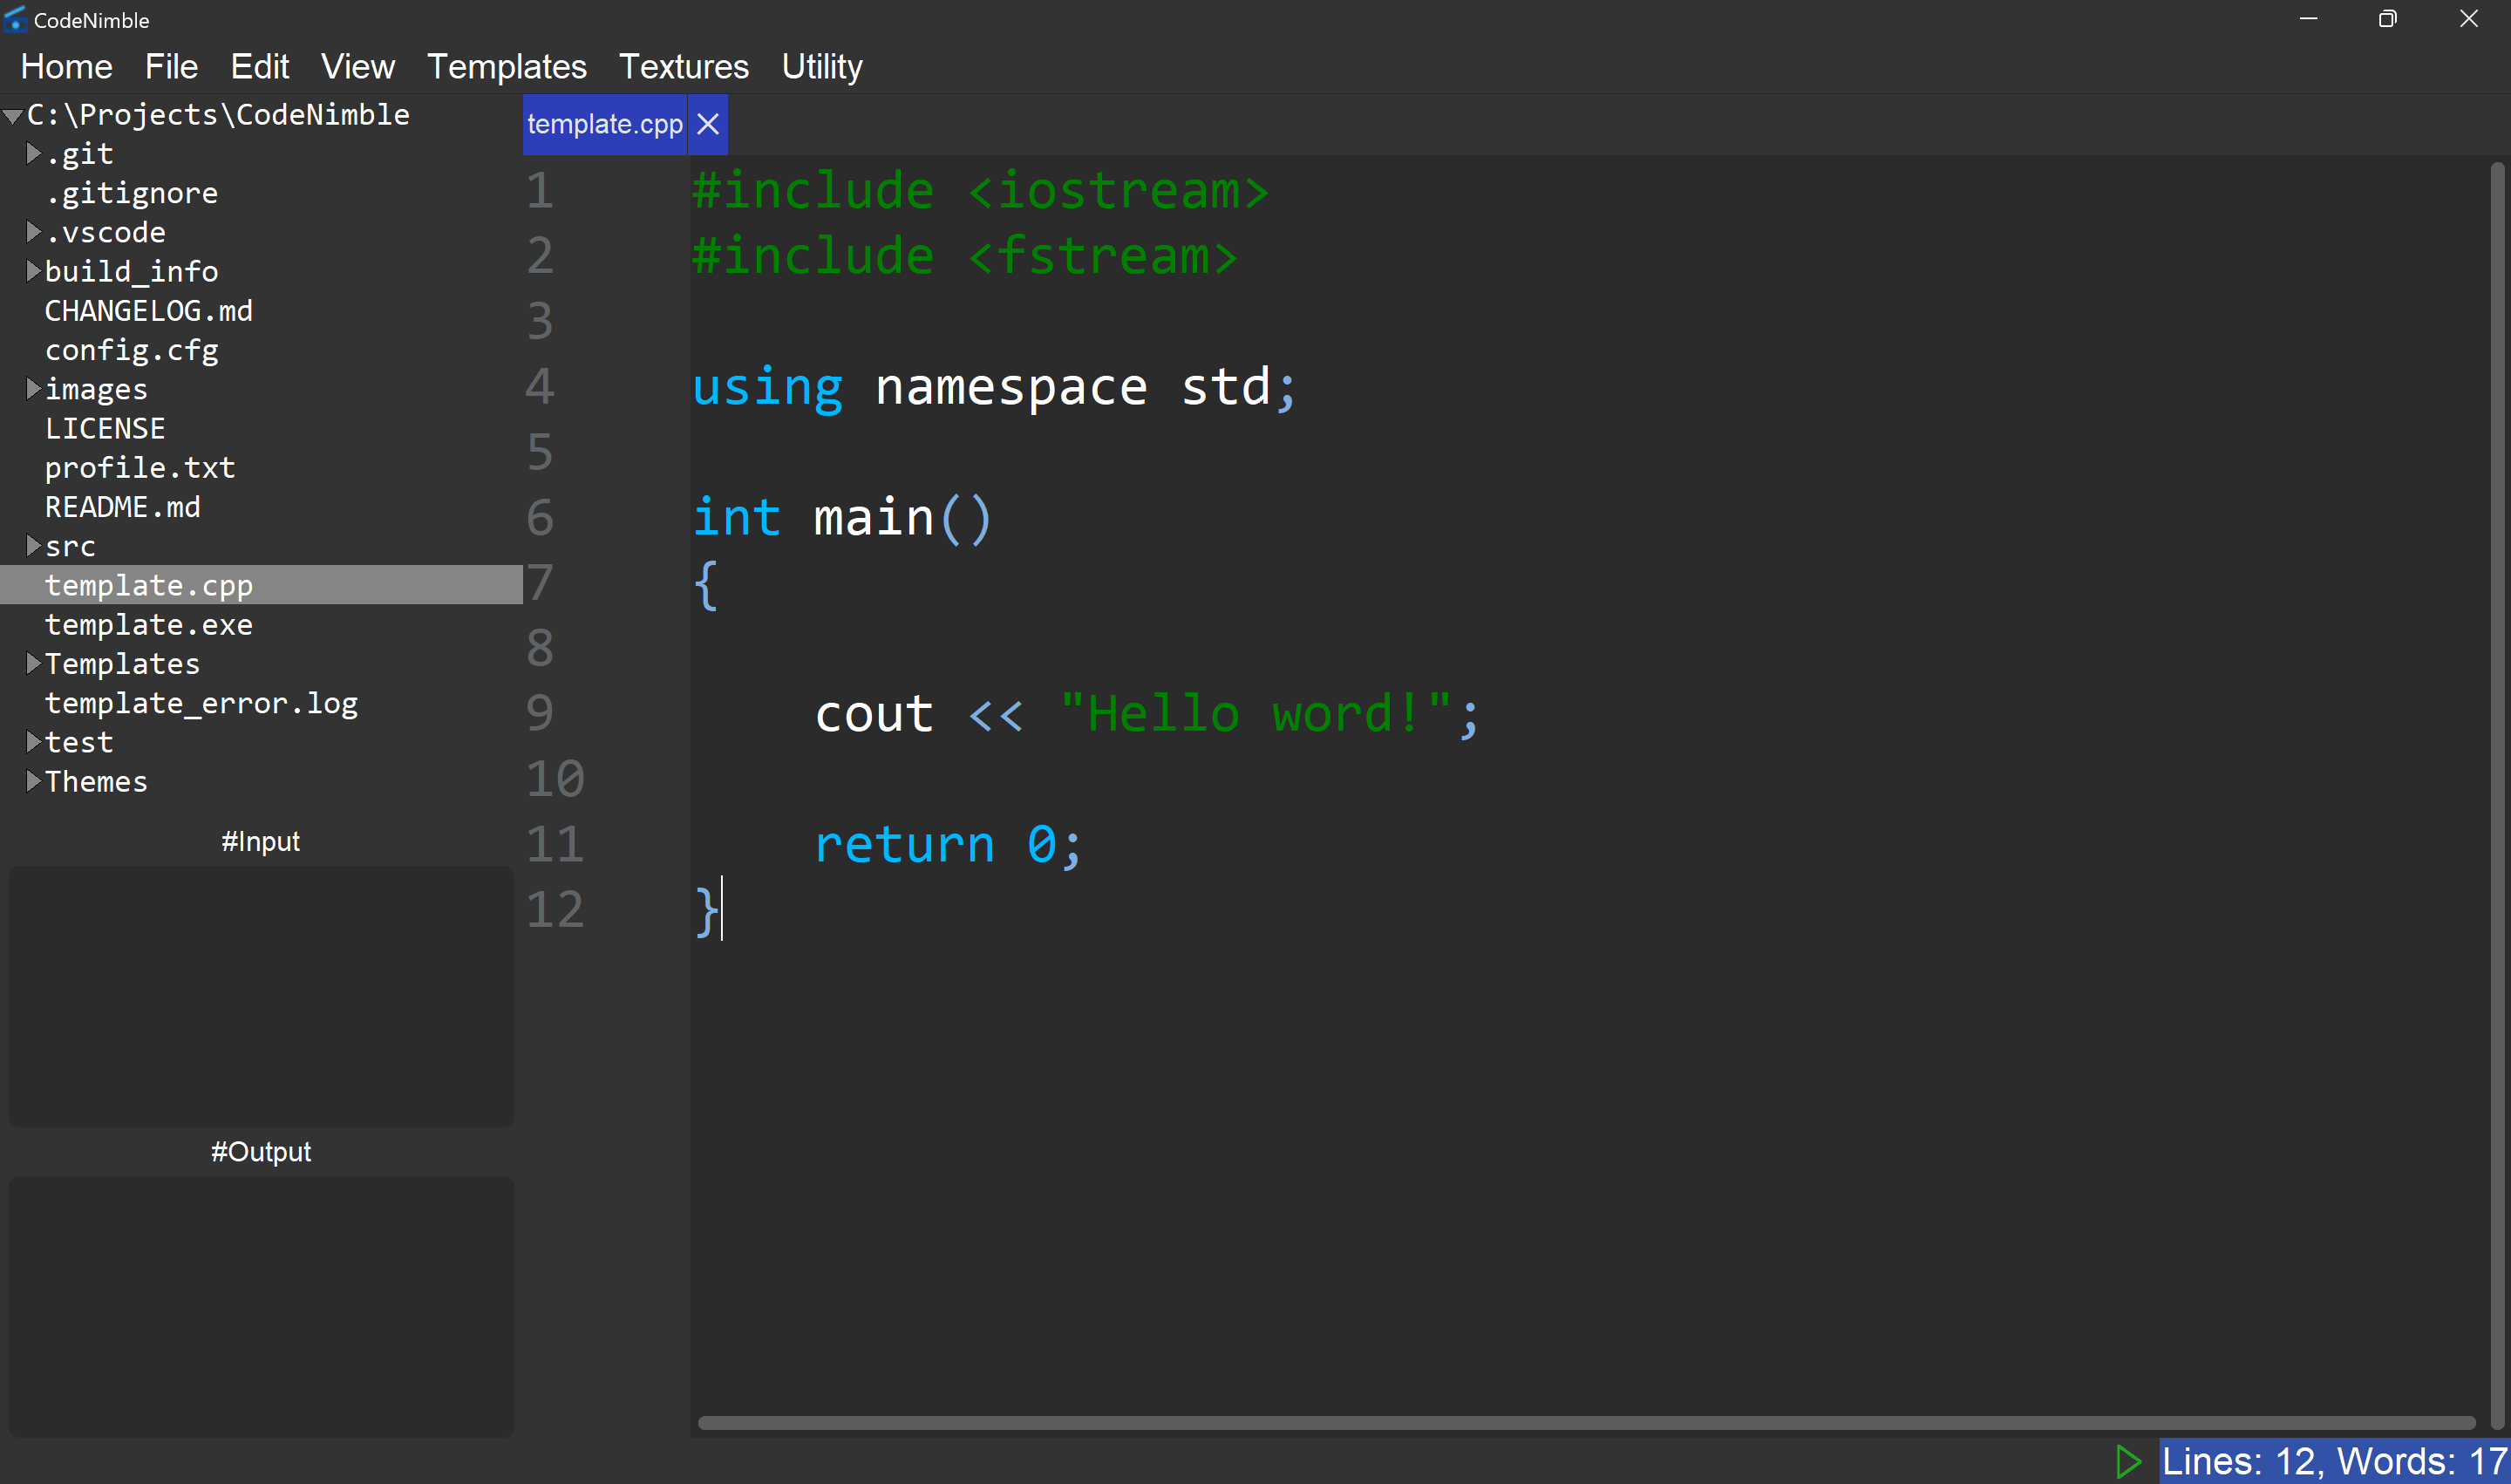 CodeNimble
Home File Edit View Templates Textures Utility
C:\Projects\CodeNimble
.git
.gitignore
.vscode
build_info
CHANGELOG.md
config.cfg
images
LICENSE
profile.txt
README.md
src
template.cpp
template.exe
Templates
template_error.log
test
Themes
#Input
#Output
template.cpp
1 #include <iostream>
2 #include <fstream>
3
4 using namespace std;
5
6 int main()
7 {
8
9     cout << "Hello word!";
10
11     return 0;
12 }
Lines: 12, Words: 17